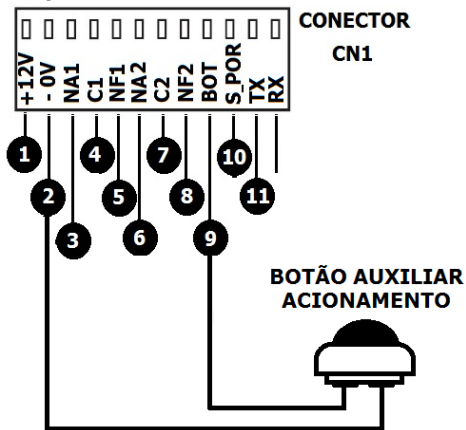 CONECTOR
CN1
+12V
- 0V
NA1
C1
NF1
NA2
C2
NF2
BOT
S_POR
TX
RX
1
4
7
10
2
5
8
11
3
6
9
BOTÃO AUXILIAR
ACIONAMENTO